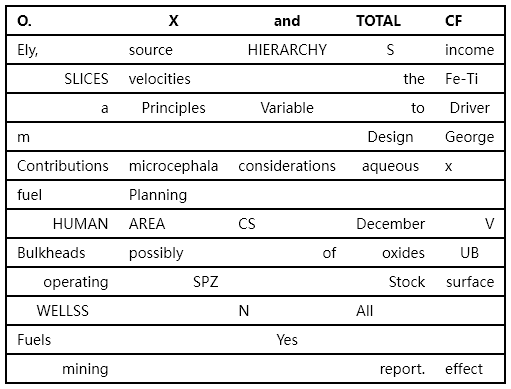 O. X and TOTAL CF
Ely, source HIERARCHY S income
SLICES velocities the Fe-Ti
a Principles Variable to Driver
m Design George
Contributions microcephala considerations aqueous x
fuel Planning
HUMAN AREA CS December V
Bulkheads possibly of oxides UB
operating SPZ Stock surface
WELLSS N All
Fuels Yes
mining report. effect